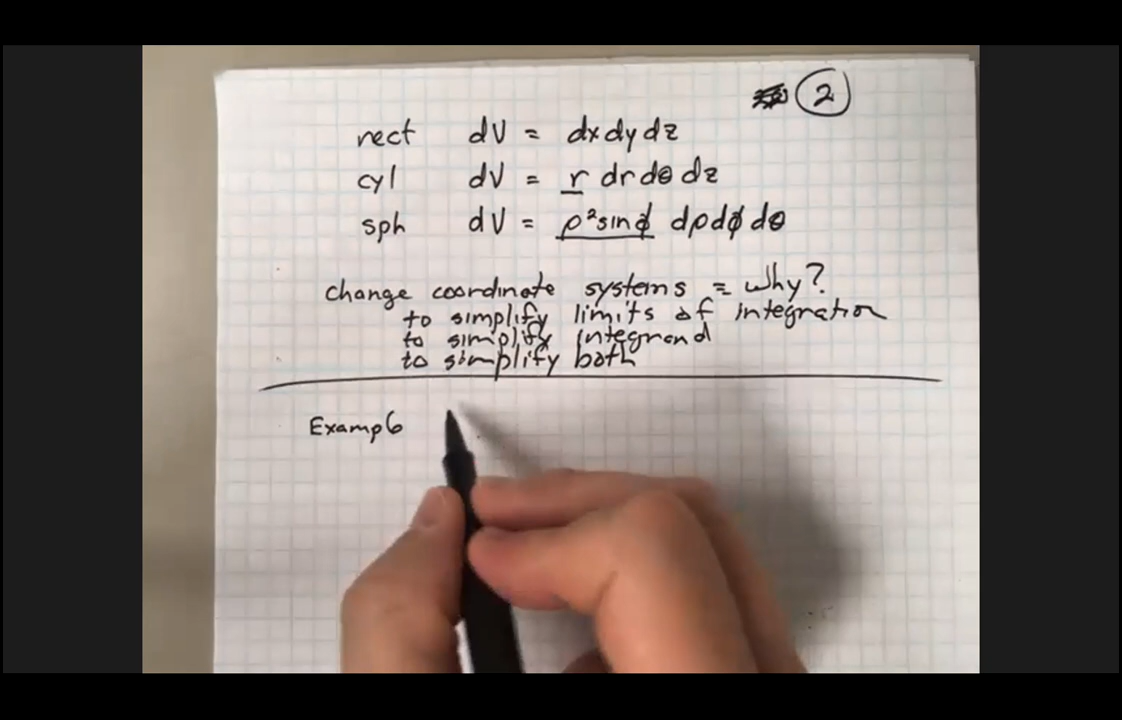 2
rect dV = dx dy dz
cyl dV = r dr dθ dz
sph dV = ρ²sinϕ dρ dϕ dθ
change coordinate systems = why?
to simplify limits of integration
to simplify integrand
to simplify both
Examp6